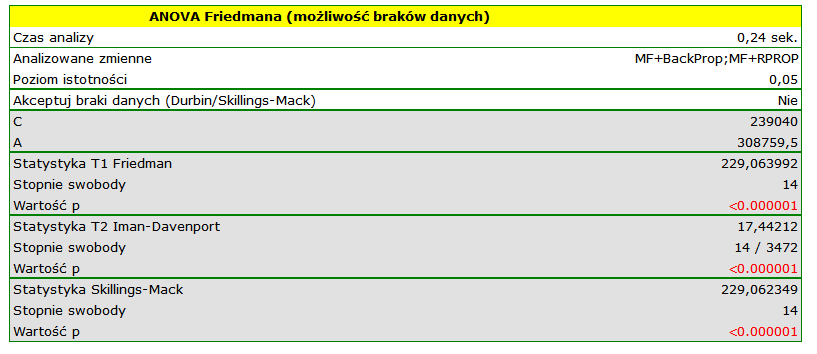 ANOVA Friedmana (możliwość braków danych)
Czas analizy 0,24 sek.
Analizowane zmienne MF+BackProp;MF+RPROP
Poziom istotności 0,05
Akceptuj braki danych (Durbin/Skillings-Mack) Nie
C 239040
A 308759,5
Statystyka T1 Friedman 229,063992
Stopnie swobody 14
Wartość p <0.000001
Statystyka T2 Iman-Davenport 17,44212
Stopnie swobody 14 / 3472
Wartość p <0.000001
Statystyka Skillings-Mack 229,062349
Stopnie swobody 14
Wartość p <0.000001